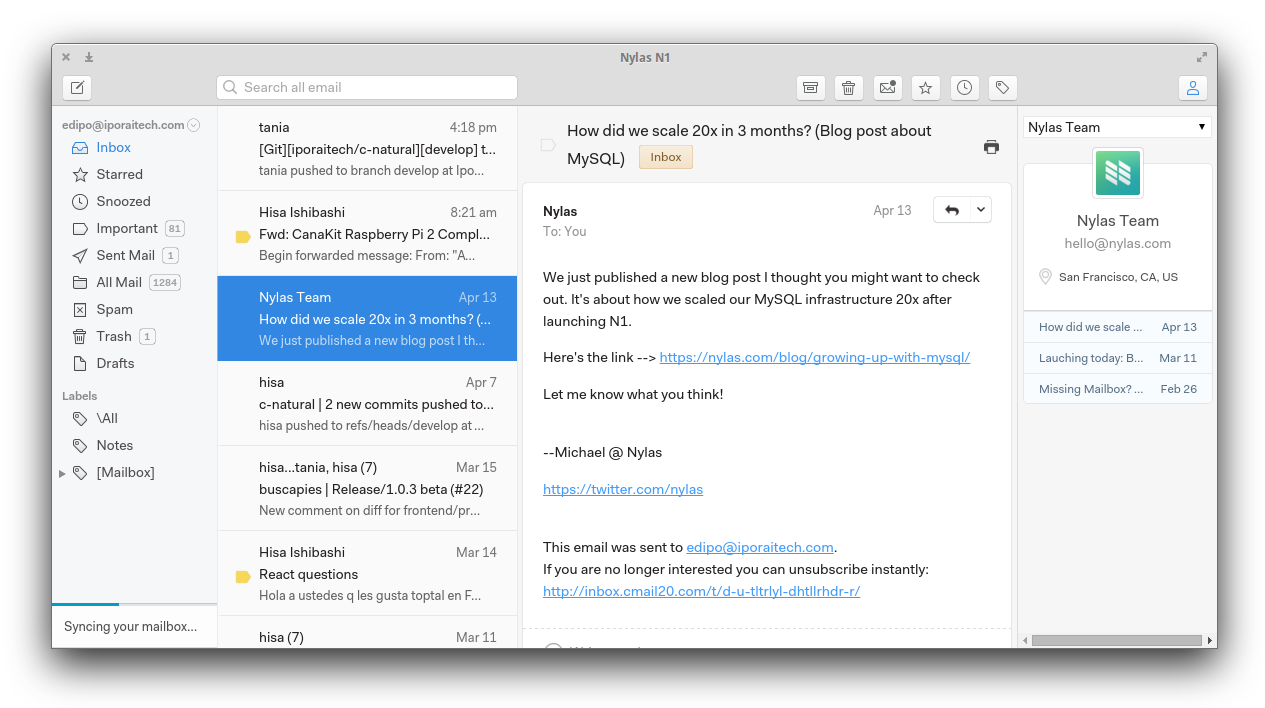 Nylas N1
Search all email
edipo@iporaitech.com
Inbox
Starred
Snoozed
Important 81
Sent Mail 1
All Mail 1284
Spam
Trash 1
Drafts
Labels
\All
Notes
[Mailbox]
Syncing your mailbox...
tania 4:18 pm
[Git][iporaitech/c-natural][develop] t...
tania pushed to branch develop at Ipo...
Hisa Ishibashi 8:21 am
Fwd: CanaKit Raspberry Pi 2 Compl...
Begin forwarded message: From: "A...
Nylas Team Apr 13
How did we scale 20x in 3 months? (...
We just published a new blog post I th...
hisa Apr 7
c-natural | 2 new commits pushed to...
hisa pushed to refs/heads/develop at ...
hisa...tania, hisa (7) Mar 15
buscapies | Release/1.0.3 beta (#22)
New comment on diff for frontend/pr...
Hisa Ishibashi Mar 14
React questions
Hola a ustedes q les gusta toptal en F...
hisa (7) Mar 11
How did we scale 20x in 3 months? (Blog post about
MySQL) Inbox
Nylas Apr 13
To: You
We just published a new blog post I thought you might want to check
out. It's about how we scaled our MySQL infrastructure 20x after
launching N1.
Here's the link --> https://nylas.com/blog/growing-up-with-mysql/
Let me know what you think!
--Michael @ Nylas
https://twitter.com/nylas
This email was sent to edipo@iporaitech.com.
If you are no longer interested you can unsubscribe instantly:
http://inbox.cmail20.com/t/d-u-tltrlyl-dhtllrhdr-r/
Nylas Team
Nylas Team
hello@nylas.com
San Francisco, CA, US
How did we scale ... Apr 13
Lauching today: B... Mar 11
Missing Mailbox? ... Feb 26